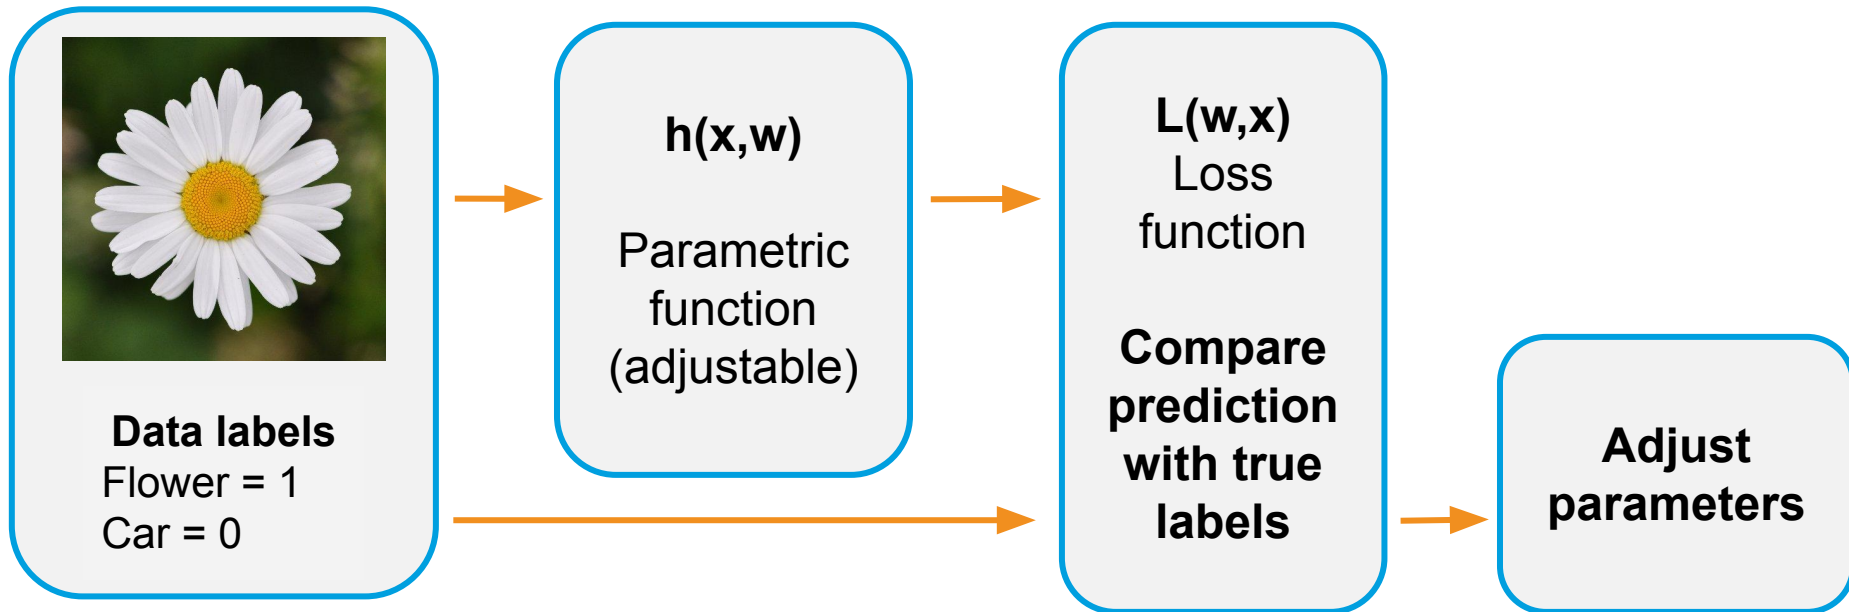 Data labels
Flower = 1
Car = 0
h(x,w)
Parametric
function
(adjustable)
L(w,x)
Loss
function
Compare
prediction
with true
labels
Adjust
parameters